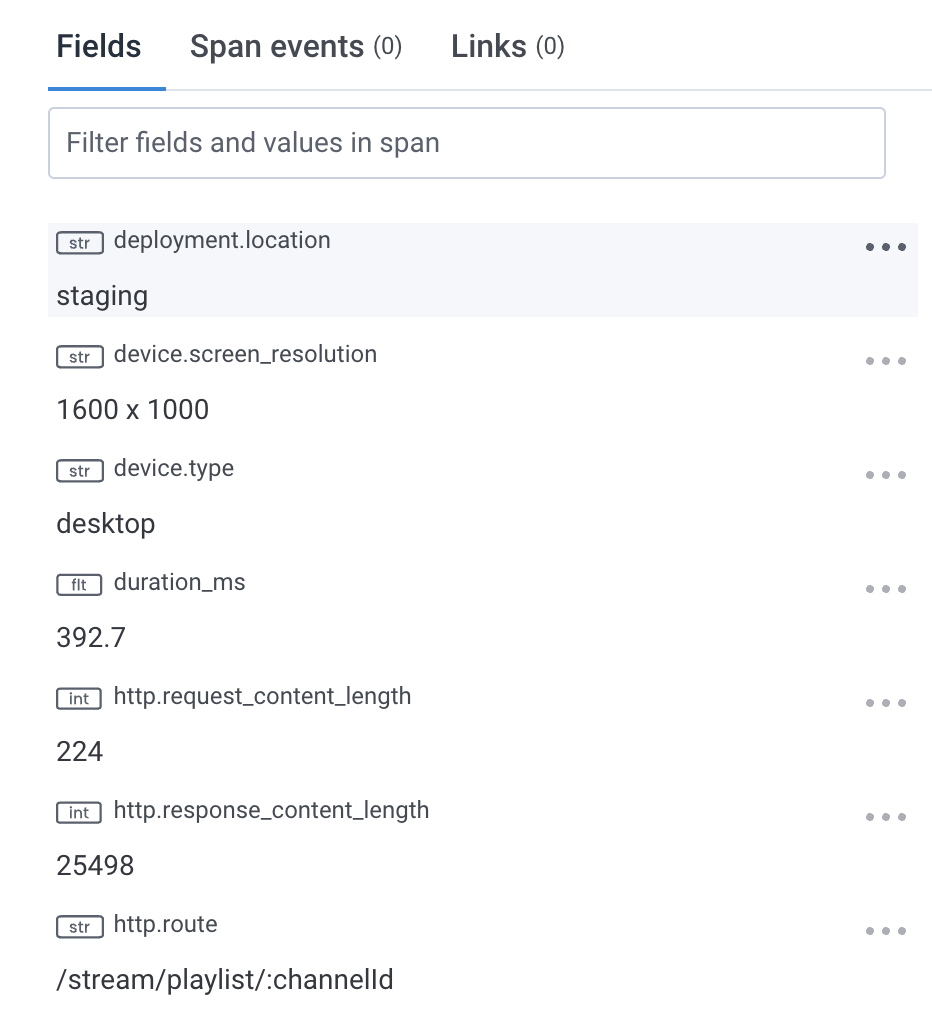 Fields Span events (0) Links (0)
Filter fields and values in span
str deployment.location
staging
str device.screen_resolution
1600 x 1000
str device.type
desktop
flt duration_ms
392.7
int http.request_content_length
224
int http.response_content_length
25498
str http.route
/stream/playlist/:channelId